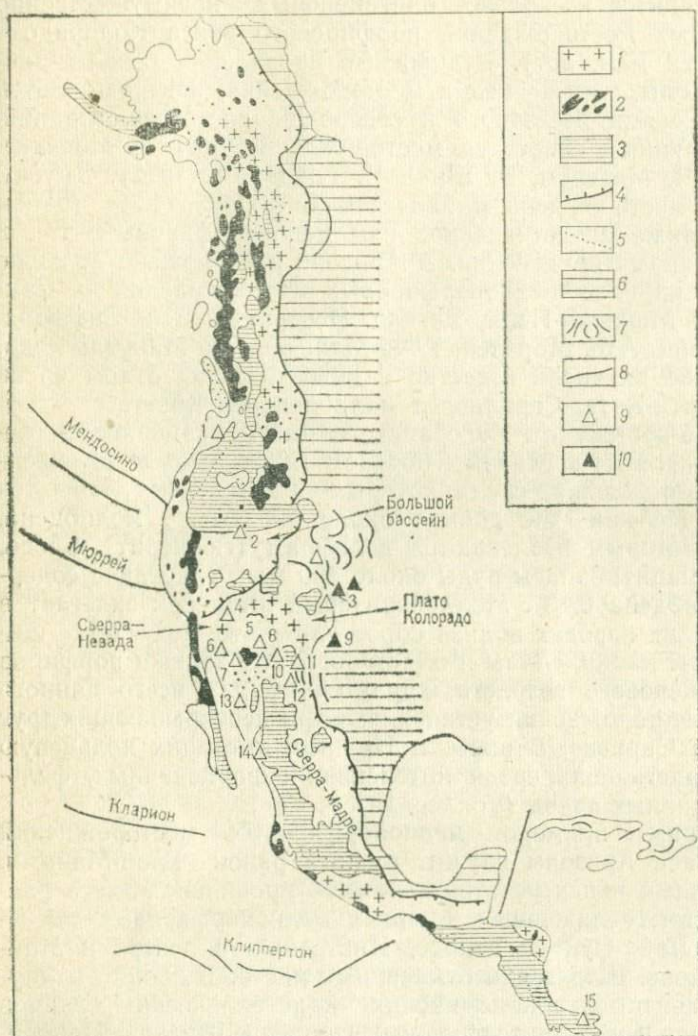 1
2
3
4
5
6
7
8
9
10
Мендосино
Мюррей
1
2
Большой
бассейн
3
Плато
Колорадо
Сьерра-
Невада
4
5
6
7
8
9
10
11
12
13
14
Сьерра-Мадре
Кларион
Клиппертон
15